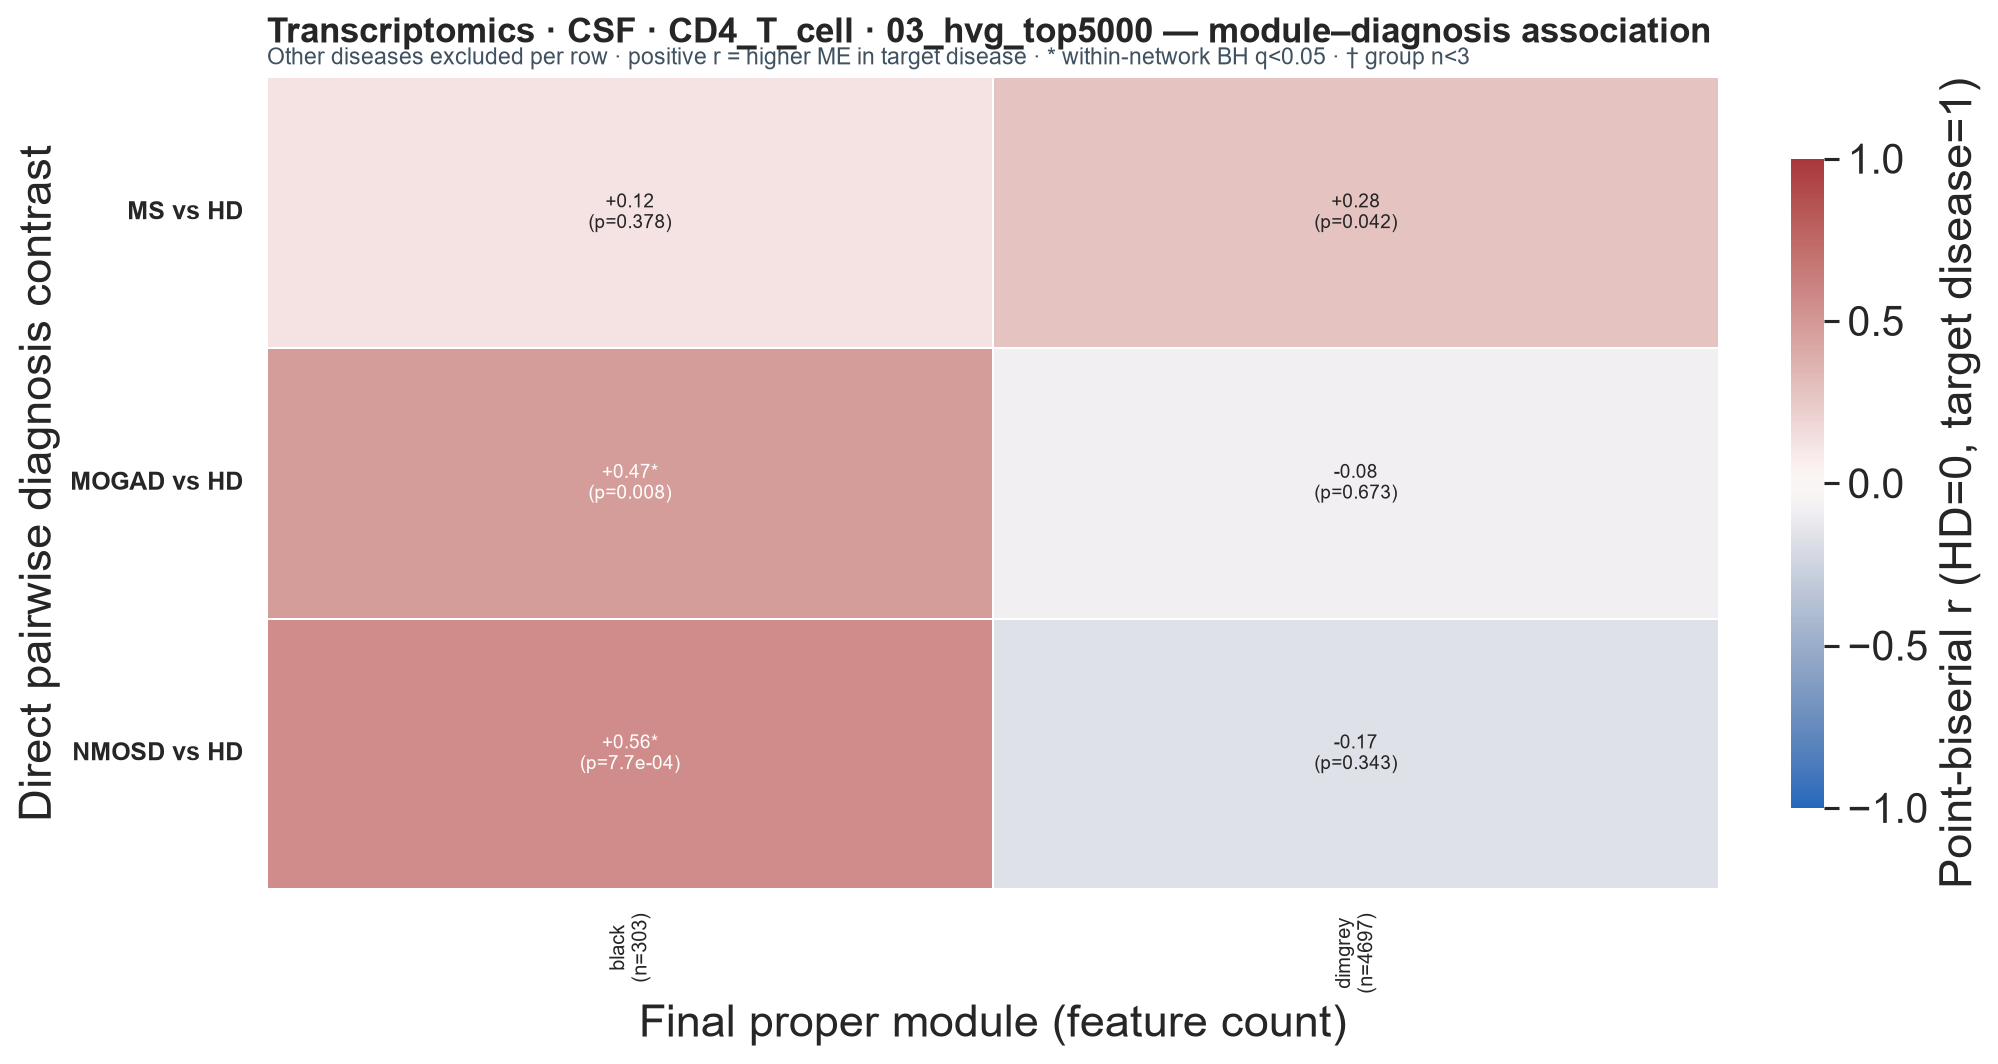 Transcriptomics · CSF · CD4_T_cell · 03_hvg_top5000 — module–diagnosis association
Other diseases excluded per row · positive r = higher ME in target disease · * within-network BH q<0.05 · † group n<3
Direct pairwise diagnosis contrast
MS vs HD
+0.12
(p=0.378)
+0.28
(p=0.042)
MOGAD vs HD
+0.47*
(p=0.008)
-0.08
(p=0.673)
NMOSD vs HD
+0.56*
(p=7.7e-04)
-0.17
(p=0.343)
black
(n=303)
dimgrey
(n=4697)
Final proper module (feature count)
1.0
0.5
0.0
−0.5
−1.0
Point-biserial r (HD=0, target disease=1)